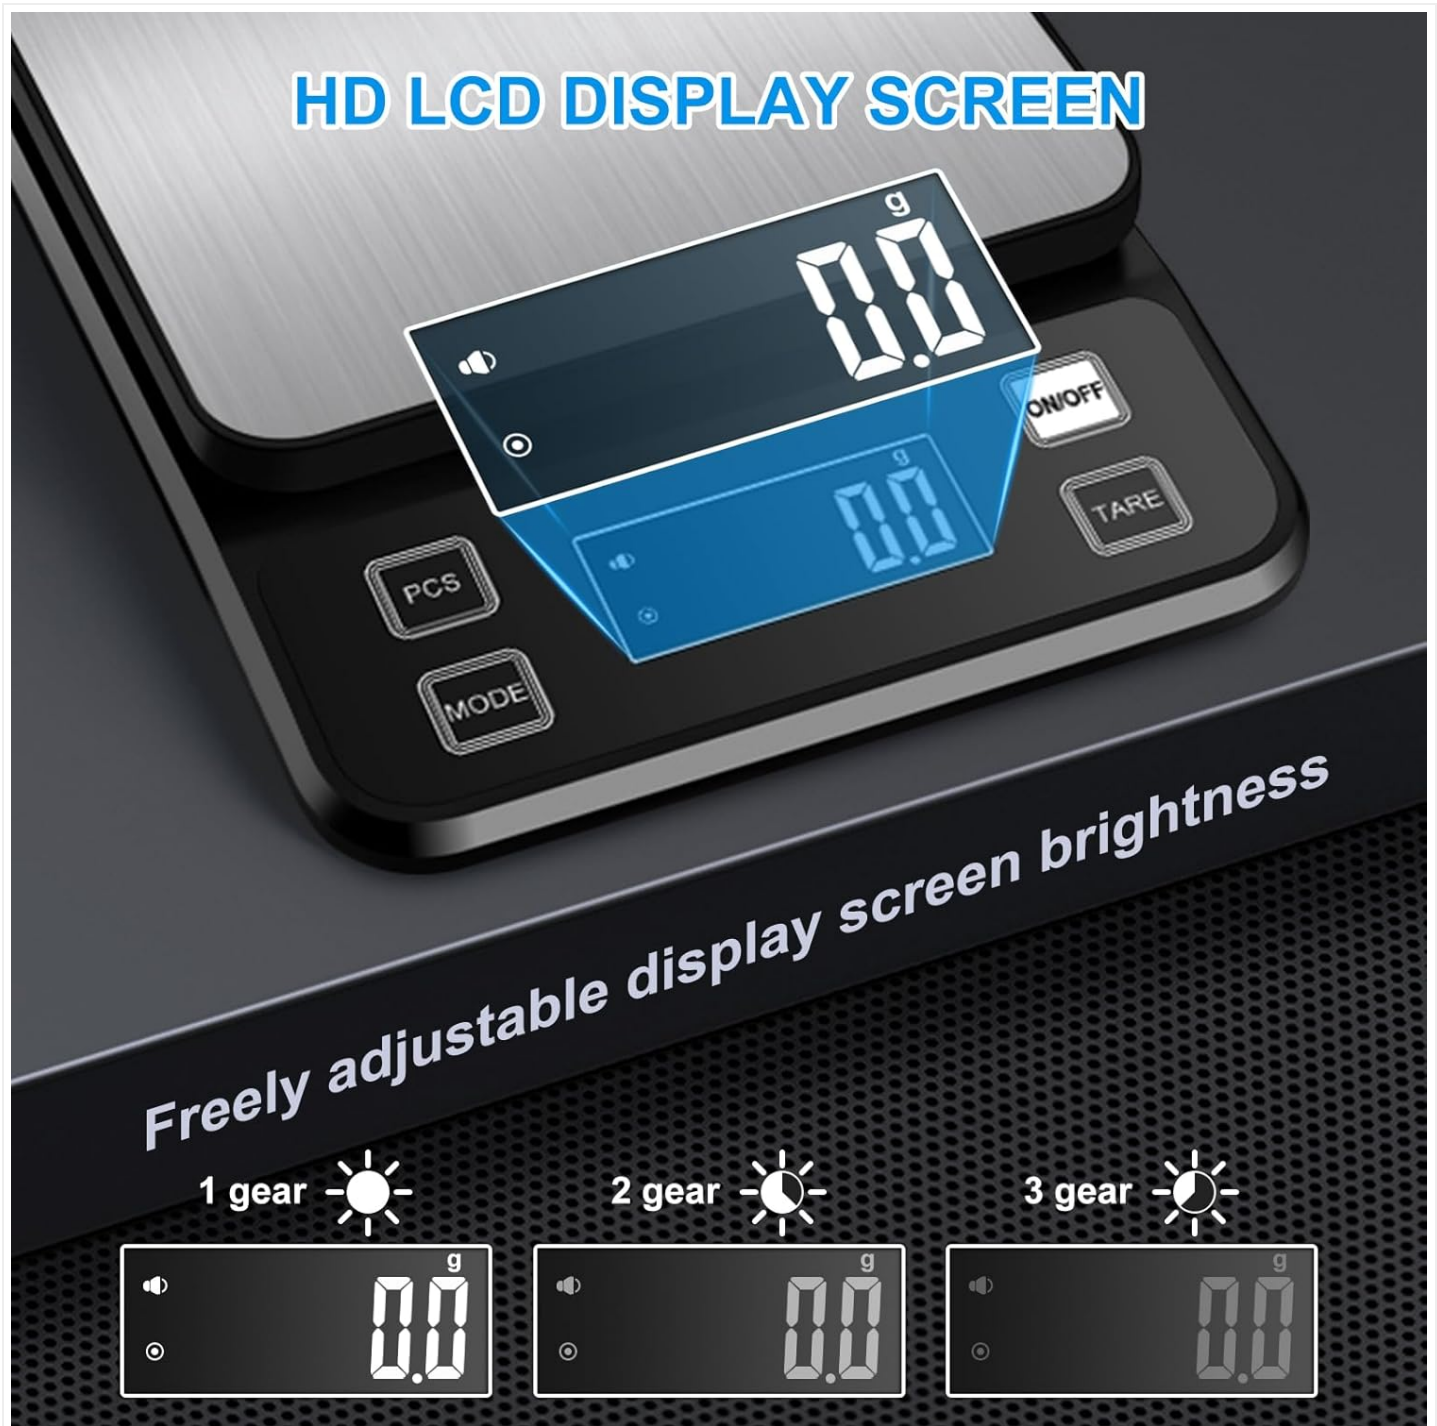 HD LCD DISPLAY SCREEN
g
0.0
ON/OFF
g
0.0
TARE
PCS
MODE
Freely adjustable display screen brightness
1 gear
2 gear
3 gear
g
0.0
g
0.0
g
0.0